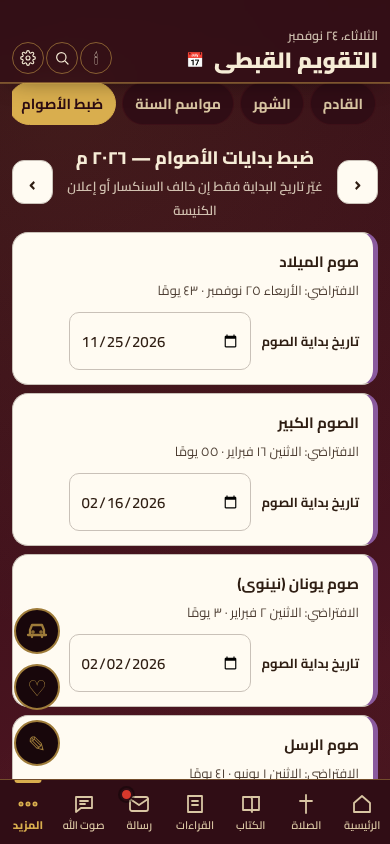 الثلاثاء، ٢٤ نوفمبر
التقويم القبطى 📅
القادم
الشهر
مواسم السنة
ضبط الأصوام
ضبط بدايات الأصوام — ٢٠٢٦ م
غيّر تاريخ البداية فقط إن خالف السنكسار أو إعلان
الكنيسة
صوم الميلاد
الافتراضي: الأربعاء ٢٥ نوفمبر · ٤٣ يومًا
تاريخ بداية الصوم
11/25/2026
الصوم الكبير
الافتراضي: الاثنين ١٦ فبراير · ٥٥ يومًا
تاريخ بداية الصوم
02/16/2026
صوم يونان (نينوى)
الافتراضي: الاثنين ٢ فبراير · ٣ يومًا
تاريخ بداية الصوم
02/02/2026
صوم الرسل
الافتراضي: الاثنين ١ يونيو · ٤١ يومًا
الرئيسية
الصلاة
الكتاب
القراءات
رسالة
صوت الله
المزيد